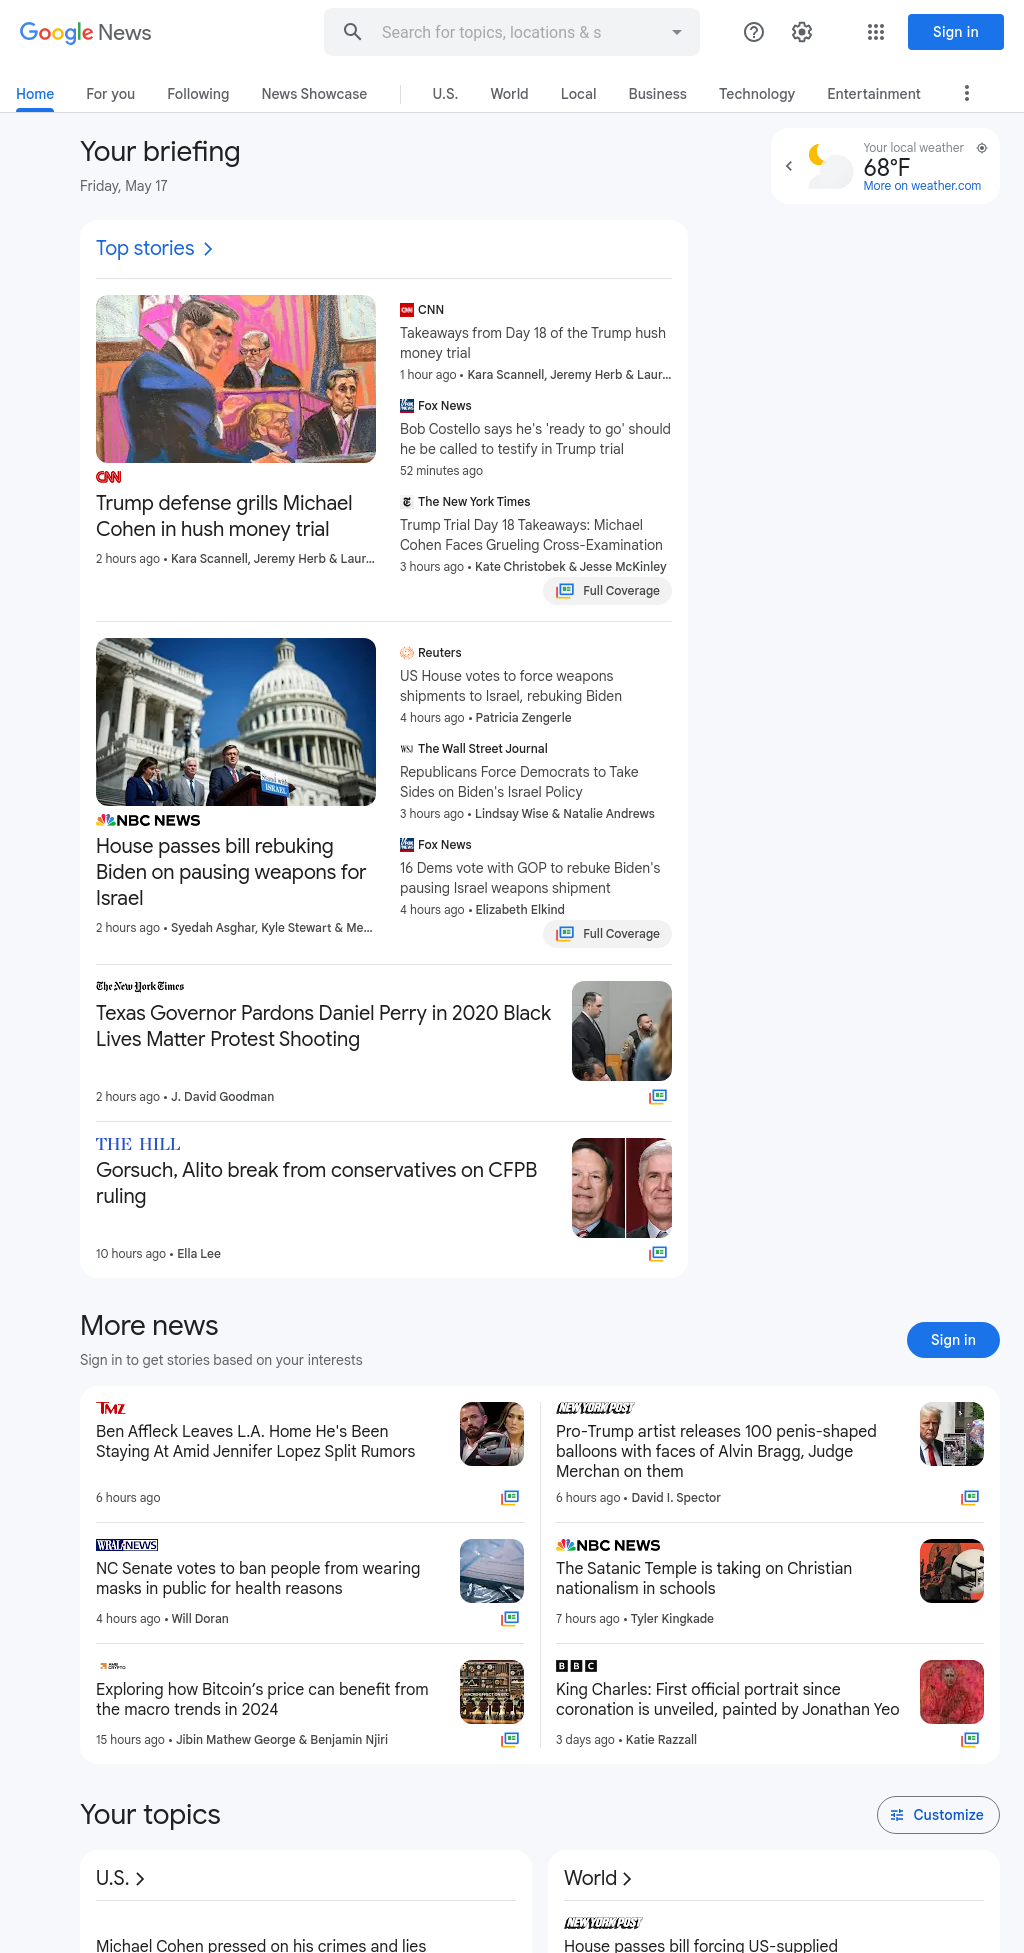 Google News
Search for topics, locations & s
Sign in
Home
For you
Following
News Showcase
U.S.
World
Local
Business
Technology
Entertainment
Your briefing
Friday, May 17
Your local weather
68°F
More on weather.com
Top stories
CNN
Trump defense grills Michael
Cohen in hush money trial
2 hours ago • Kara Scannell, Jeremy Herb & Laur...
CNN
Takeaways from Day 18 of the Trump hush
money trial
1 hour ago • Kara Scannell, Jeremy Herb & Laur...
Fox News
Bob Costello says he's 'ready to go' should
he be called to testify in Trump trial
52 minutes ago
The New York Times
Trump Trial Day 18 Takeaways: Michael
Cohen Faces Grueling Cross-Examination
3 hours ago • Kate Christobek & Jesse McKinley
Full Coverage
Stand with
ISRAEL
NBC NEWS
House passes bill rebuking
Biden on pausing weapons for
Israel
2 hours ago • Syedah Asghar, Kyle Stewart & Me...
Reuters
US House votes to force weapons
shipments to Israel, rebuking Biden
4 hours ago • Patricia Zengerle
WSJ
The Wall Street Journal
Republicans Force Democrats to Take
Sides on Biden's Israel Policy
3 hours ago • Lindsay Wise & Natalie Andrews
Fox News
16 Dems vote with GOP to rebuke Biden's
pausing Israel weapons shipment
4 hours ago • Elizabeth Elkind
Full Coverage
The New York Times
Texas Governor Pardons Daniel Perry in 2020 Black
Lives Matter Protest Shooting
2 hours ago • J. David Goodman
THE HILL
Gorsuch, Alito break from conservatives on CFPB
ruling
10 hours ago • Ella Lee
More news
Sign in to get stories based on your interests
Sign in
TMZ
Ben Affleck Leaves L.A. Home He's Been
Staying At Amid Jennifer Lopez Split Rumors
6 hours ago
NEW YORK POST
Pro-Trump artist releases 100 penis-shaped
balloons with faces of Alvin Bragg, Judge
Merchan on them
6 hours ago • David I. Spector
WRAL NEWS
NC Senate votes to ban people from wearing
masks in public for health reasons
4 hours ago • Will Doran
NBC NEWS
The Satanic Temple is taking on Christian
nationalism in schools
7 hours ago • Tyler Kingkade
Exploring how Bitcoin’s price can benefit from
the macro trends in 2024
15 hours ago • Jibin Mathew George & Benjamin Njiri
BBC
King Charles: First official portrait since
coronation is unveiled, painted by Jonathan Yeo
3 days ago • Katie Razzall
Your topics
Customize
U.S.
Michael Cohen pressed on his crimes and lies
World
NEW YORK POST
House passes bill forcing US-supplied